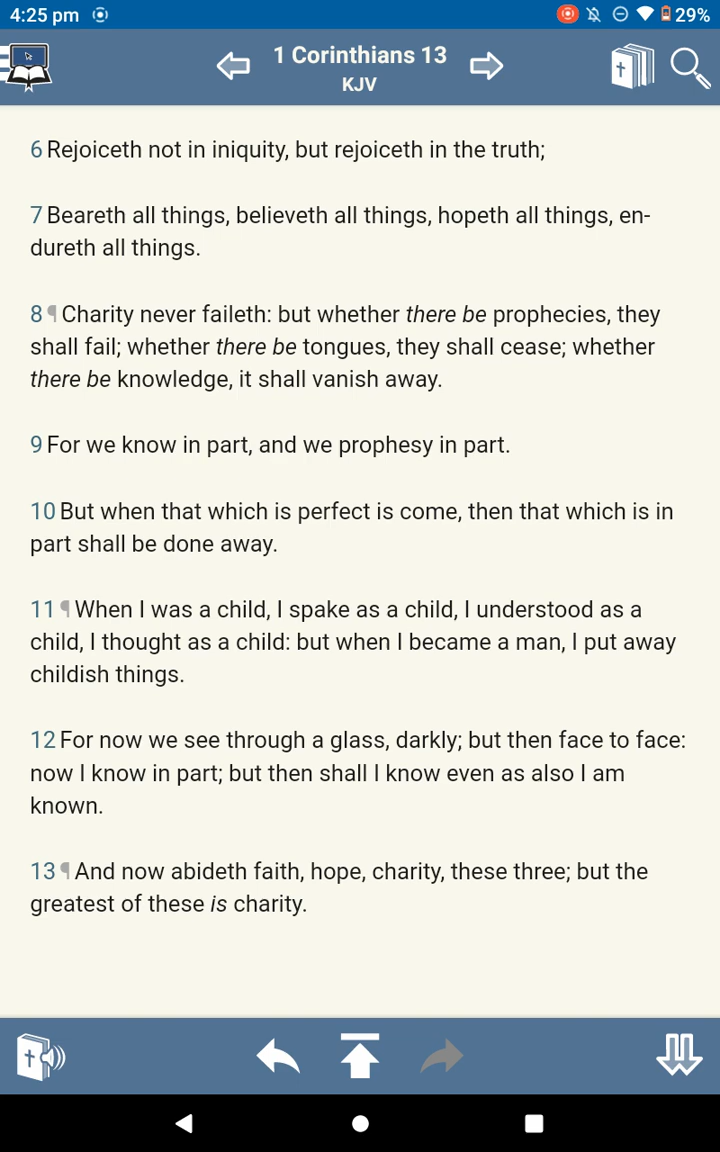 4:25 pm
29%
1 Corinthians 13
KJV
6 Rejoiceth not in iniquity, but rejoiceth in the truth;
7 Beareth all things, believeth all things, hopeth all things, en-
dureth all things.
8 ¶ Charity never faileth: but whether there be prophecies, they
shall fail; whether there be tongues, they shall cease; whether
there be knowledge, it shall vanish away.
9 For we know in part, and we prophesy in part.
10 But when that which is perfect is come, then that which is in
part shall be done away.
11 ¶ When I was a child, I spake as a child, I understood as a
child, I thought as a child: but when I became a man, I put away
childish things.
12 For now we see through a glass, darkly; but then face to face:
now I know in part; but then shall I know even as also I am
known.
13 ¶ And now abideth faith, hope, charity, these three; but the
greatest of these is charity.